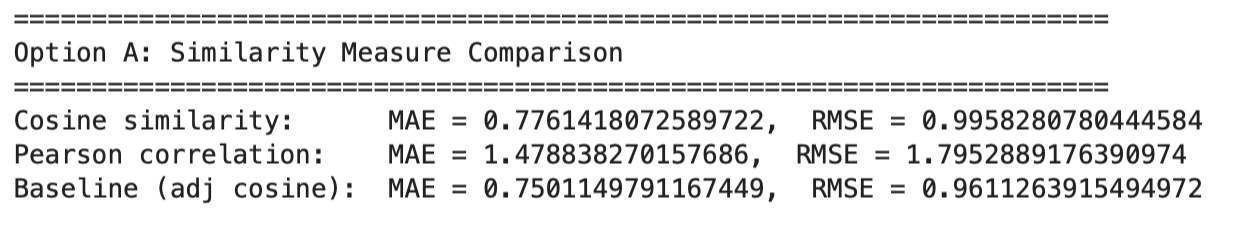 ======================================================================
Option A: Similarity Measure Comparison
======================================================================
Cosine similarity:      MAE = 0.7761418072589722,  RMSE = 0.9958280780444584
Pearson correlation:    MAE = 1.478838270157686,  RMSE = 1.7952889176390974
Baseline (adj cosine):  MAE = 0.7501149791167449,  RMSE = 0.9611263915494972